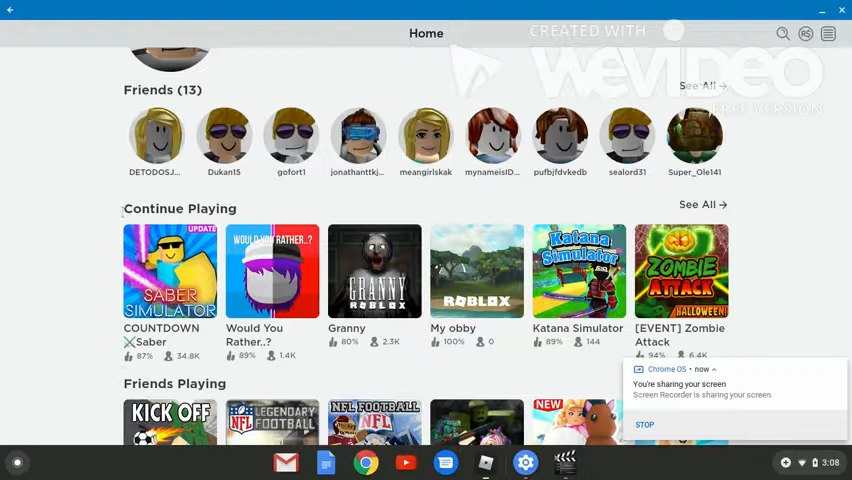 Home
CREATED WITH
WEVIDEO
FREE VERSION
Friends (13)
See All →
DETODOSJ...
Dukan15
gofort1
jonathanttkj...
meangirlskak
mynameisID...
pufbjfdvkedb
sealord31
Super_Ole141
Continue Playing
See All →
UPDATE
SABER
SIMULATOR
WOULD YOU RATHER..?
GRANNY
ROBLOX
ROBLOX
Katana
Simulator
ZOMBIE
ATTACK
HALLOWEEN!
COUNTDOWN
⚔Saber
87% 34.8K
Would You
Rather..?
89% 1.4K
Granny
80% 2.3K
My obby
100% 0
Katana Simulator
89% 144
[EVENT] Zombie
Attack
94% 6.4K
Chrome OS • now
You're sharing your screen
Screen Recorder is sharing your screen.
STOP
Friends Playing
KICK OFF
NFL
LEGENDARY
FOOTBALL
NFL FOOTBALL
NEW
3:08